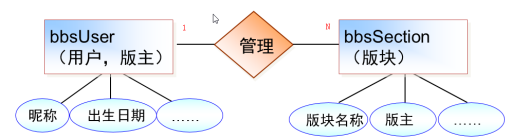 bbsUser
（用户，版主）
1
管理
N
bbsSection
（版块）
昵称
出生日期
……
版块名称
版主
……